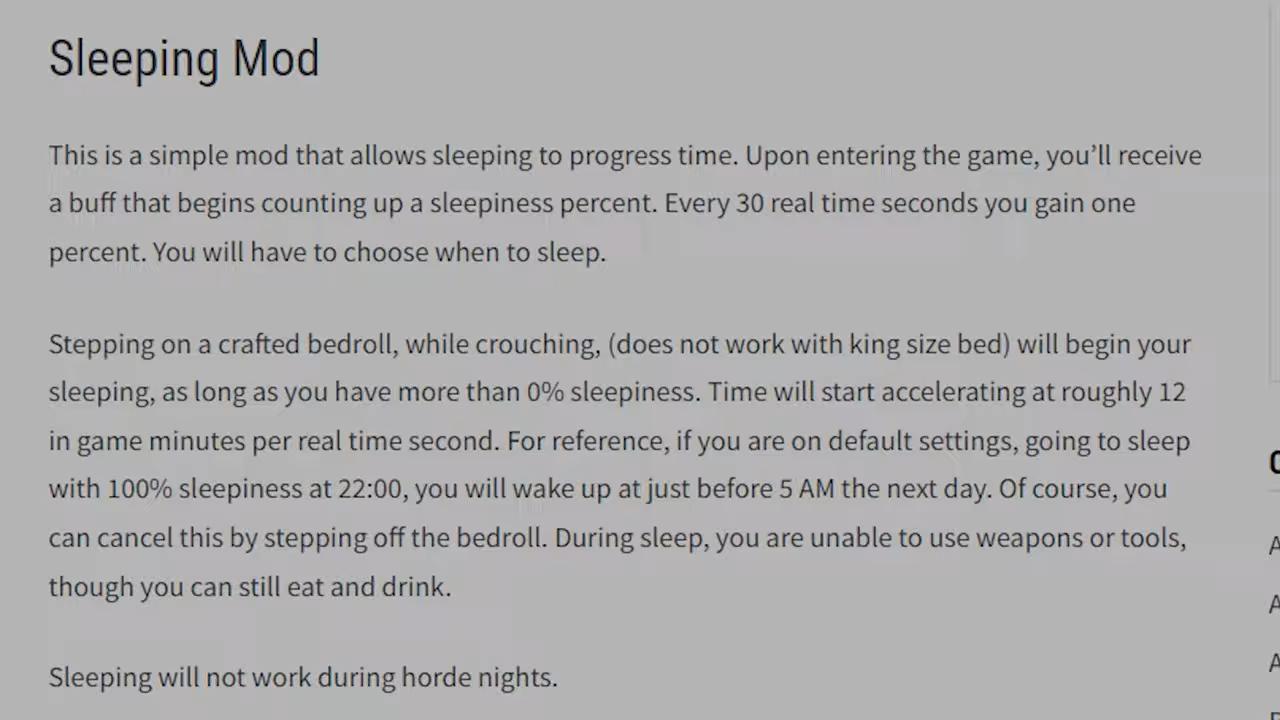 Sleeping Mod
This is a simple mod that allows sleeping to progress time. Upon entering the game, you’ll receive
a buff that begins counting up a sleepiness percent. Every 30 real time seconds you gain one
percent. You will have to choose when to sleep.
Stepping on a crafted bedroll, while crouching, (does not work with king size bed) will begin your
sleeping, as long as you have more than 0% sleepiness. Time will start accelerating at roughly 12
in game minutes per real time second. For reference, if you are on default settings, going to sleep
with 100% sleepiness at 22:00, you will wake up at just before 5 AM the next day. Of course, you
can cancel this by stepping off the bedroll. During sleep, you are unable to use weapons or tools,
though you can still eat and drink.
Sleeping will not work during horde nights.